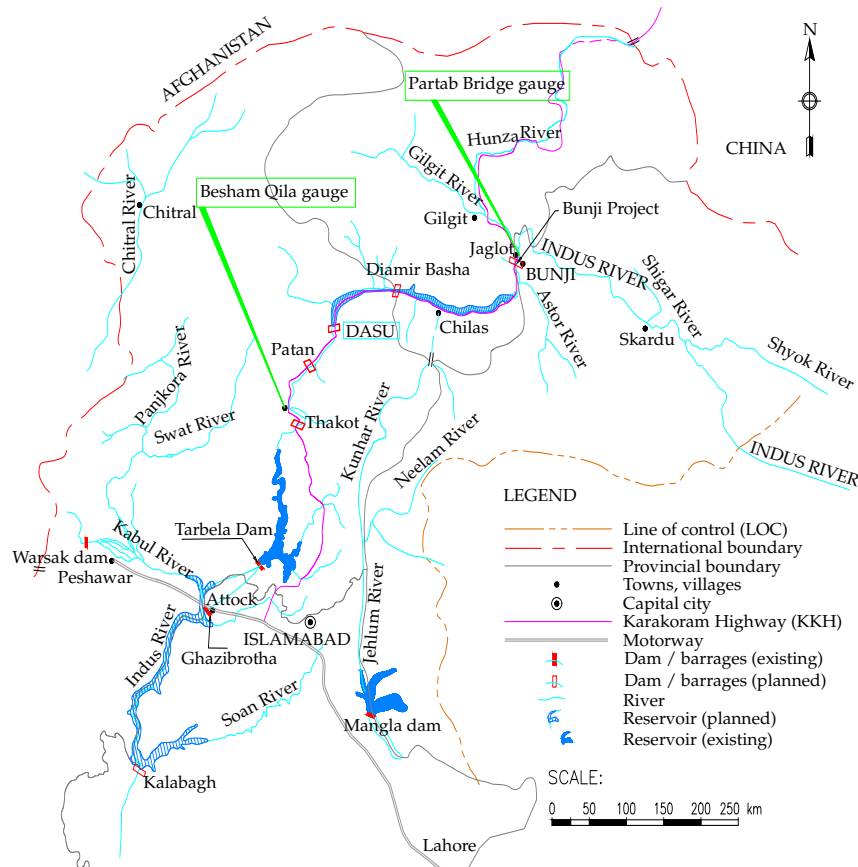 AFGHANISTAN
N
Partab Bridge gauge
Hunza River
CHINA
Gilgit River
Besham Qila gauge
Chitral
Chitral River
Gilgit
Bunji Project
Jaglot
BUNJI
INDUS RIVER
Diamir Basha
Shigar River
Astor River
Chilas
DASU
Skardu
Shyok River
Patan
Panjkora River
Swat River
Thakot
Kunhar River
Neelam River
INDUS RIVER
LEGEND
Line of control (LOC)
International boundary
Provincial boundary
Towns, villages
Capital city
Karakoram Highway (KKH)
Motorway
Dam / barrages (existing)
Dam / barrages (planned)
River
Reservoir (planned)
Reservoir (existing)
Tarbela Dam
Kabul River
Warsak dam
Peshawar
Attock
ISLAMABAD
Ghazibrotha
Indus River
Jehlum River
Soan River
Mangla dam
Kalabagh
Lahore
SCALE:
0 50 100 150 200 250 km